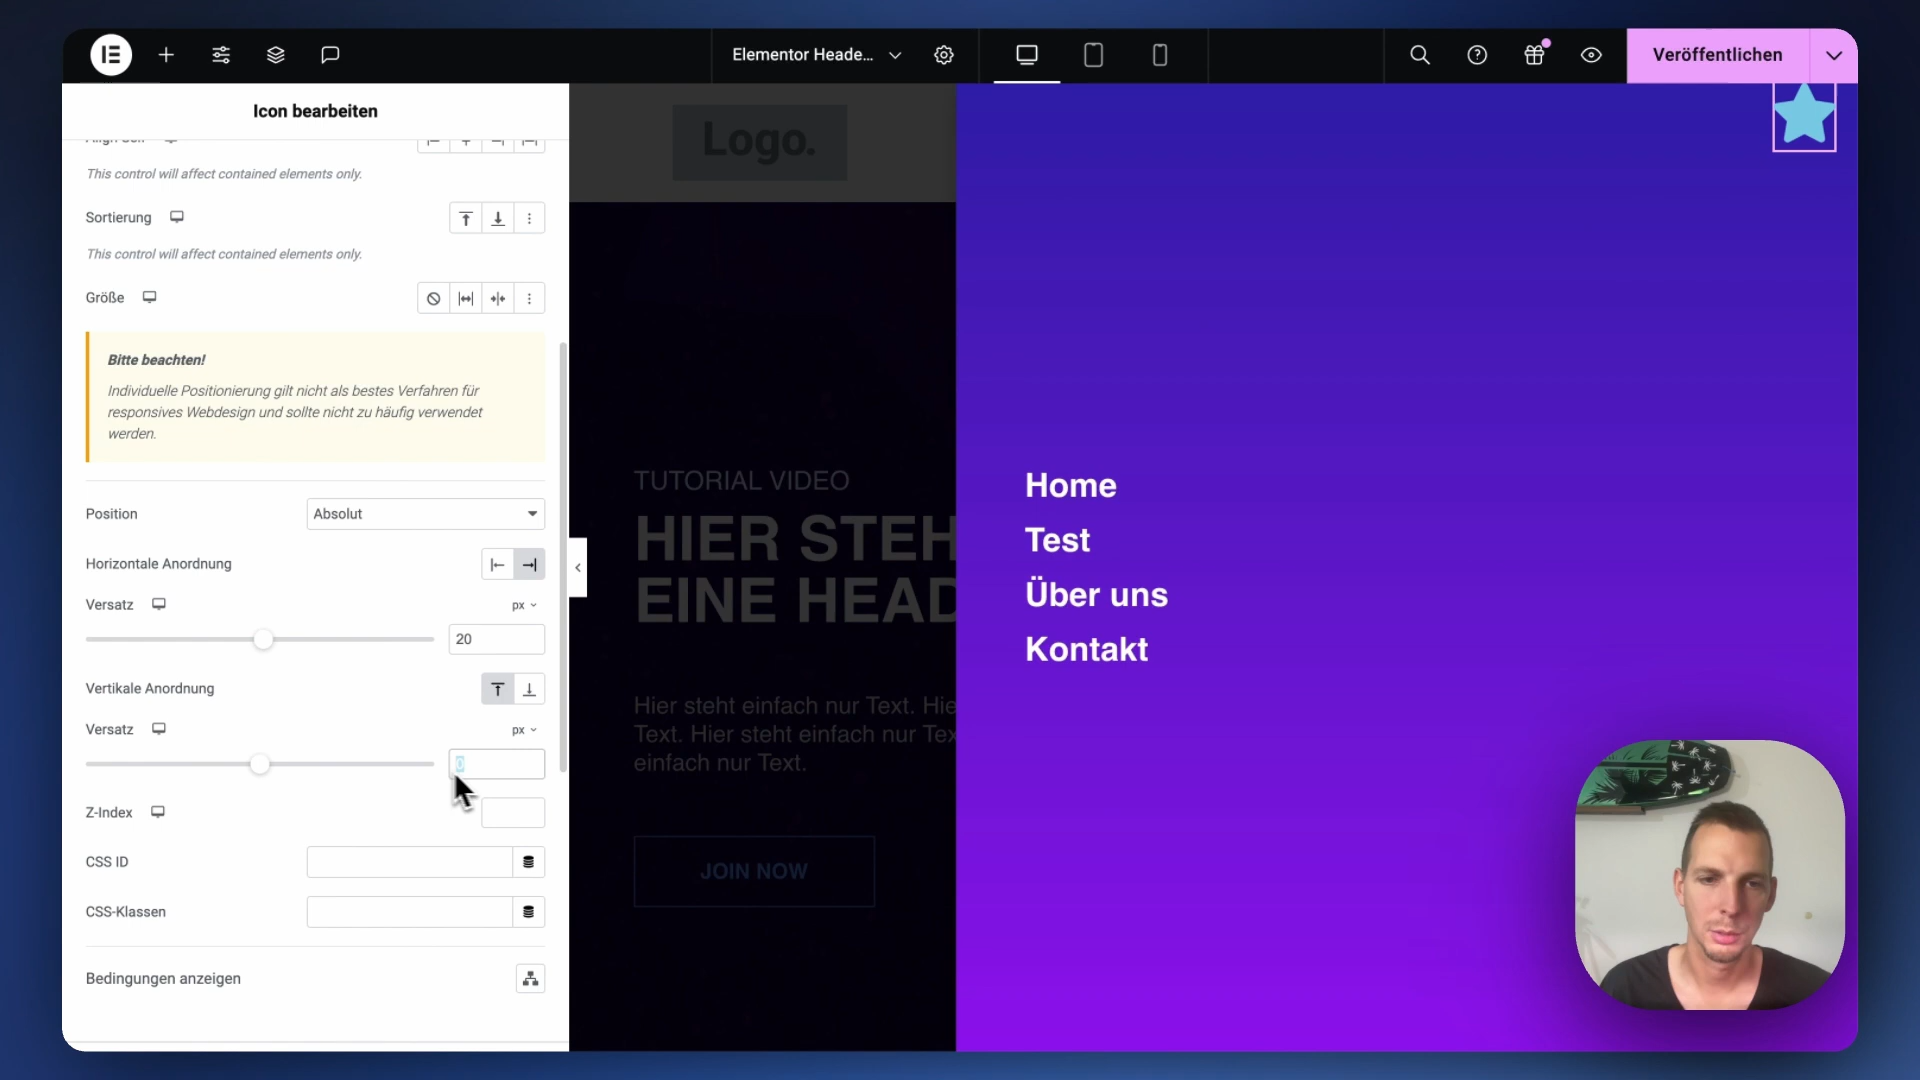 Elementor Heade...
Veröffentlichen
Icon bearbeiten
This control will affect contained elements only.
Sortierung
This control will affect contained elements only.
Größe
Bitte beachten!
Individuelle Positionierung gilt nicht als bestes Verfahren für
responsives Webdesign und sollte nicht zu häufig verwendet
werden.
Position
Absolut
Horizontale Anordnung
Versatz
px
20
Vertikale Anordnung
Versatz
px
0
Z-Index
CSS ID
CSS-Klassen
Bedingungen anzeigen
Logo.
TUTORIAL VIDEO
HIER STEH
EINE HEAD
Hier steht einfach nur Text. Hie
Text. Hier steht einfach nur Tex
einfach nur Text.
JOIN NOW
Home
Test
Über uns
Kontakt